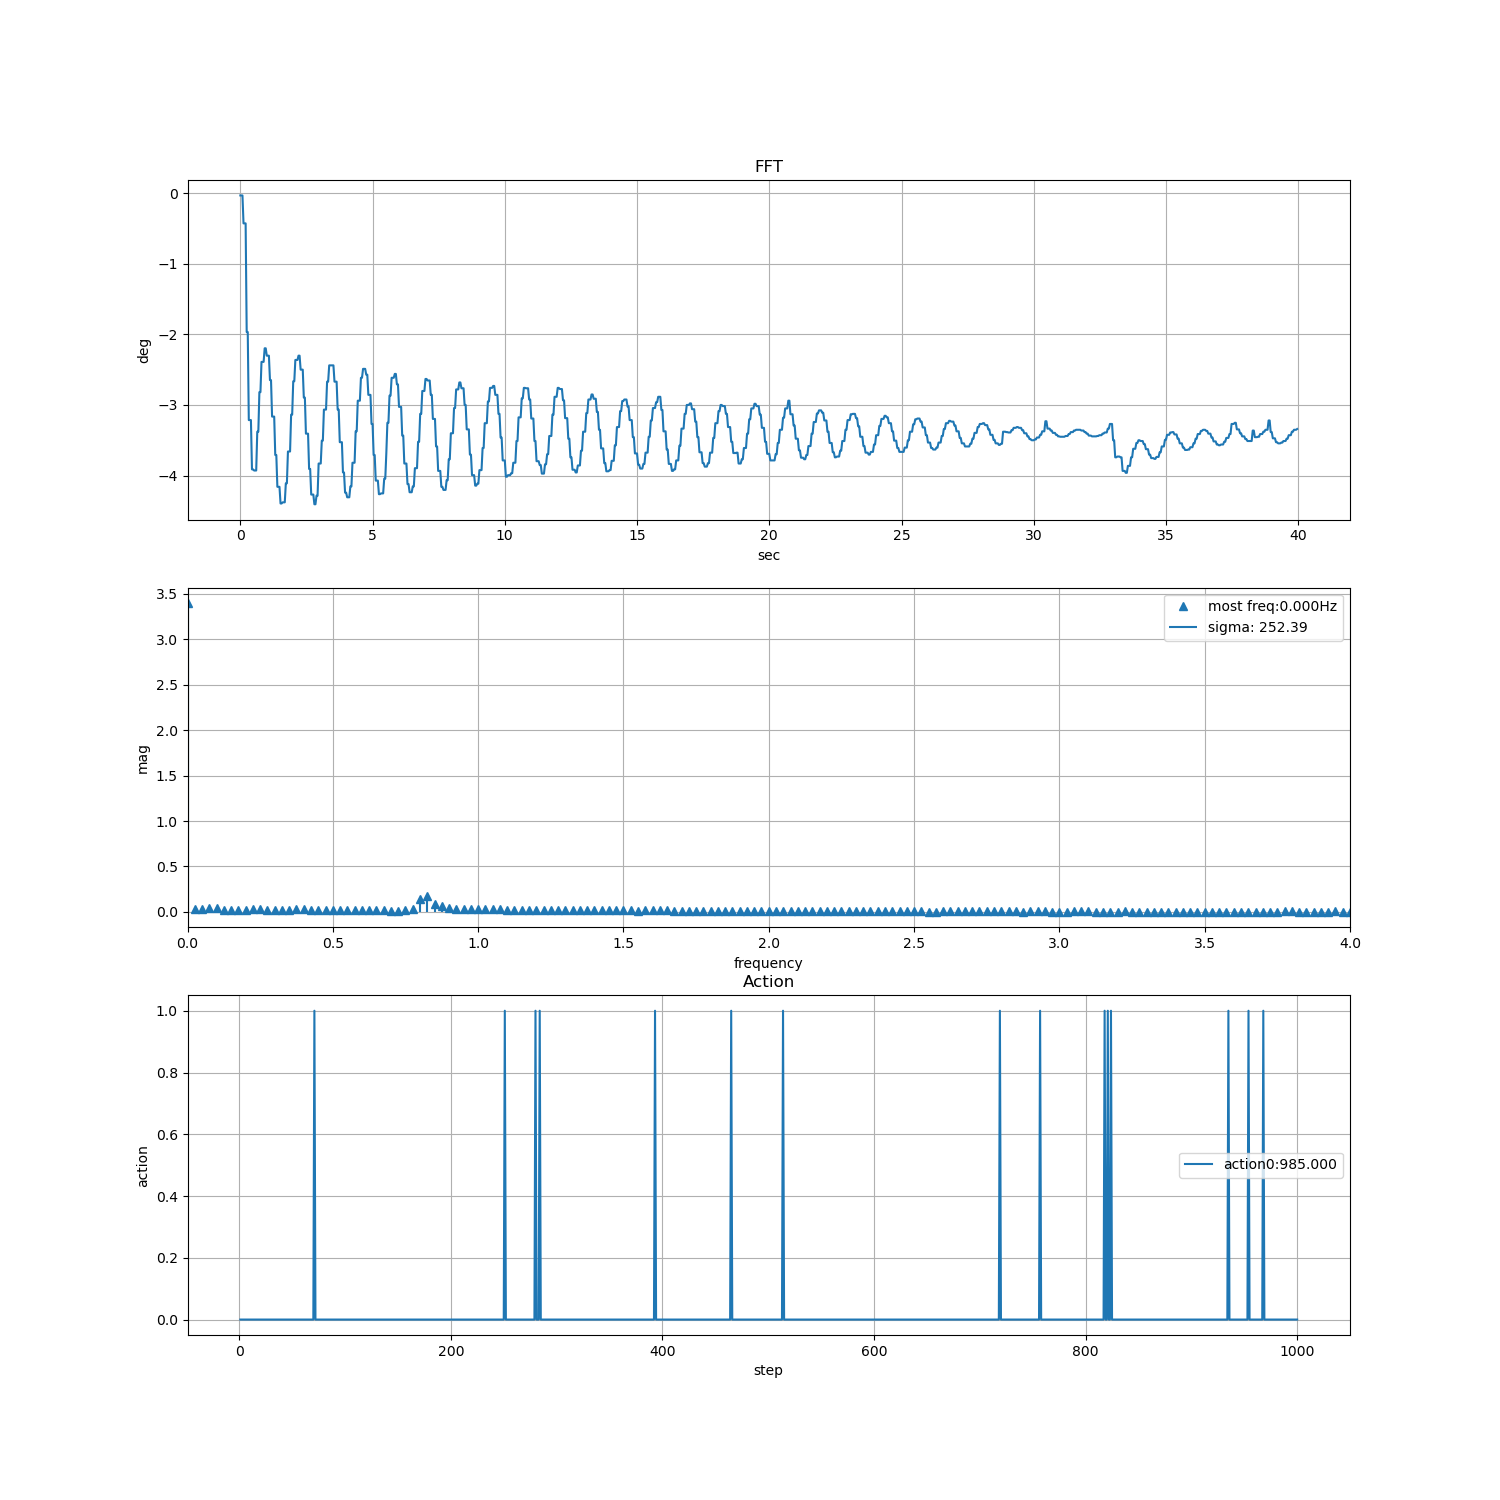 FFT
0
−1
−2
−3
−4
deg
0 5 10 15 20 25 30 35 40
sec
3.5
3.0
2.5
2.0
1.5
1.0
0.5
0.0
mag
most freq:0.000Hz
sigma: 252.39
0.0 0.5 1.0 1.5 2.0 2.5 3.0 3.5 4.0
frequency
Action
1.0
0.8
0.6
0.4
0.2
0.0
action
action0:985.000
0 200 400 600 800 1000
step